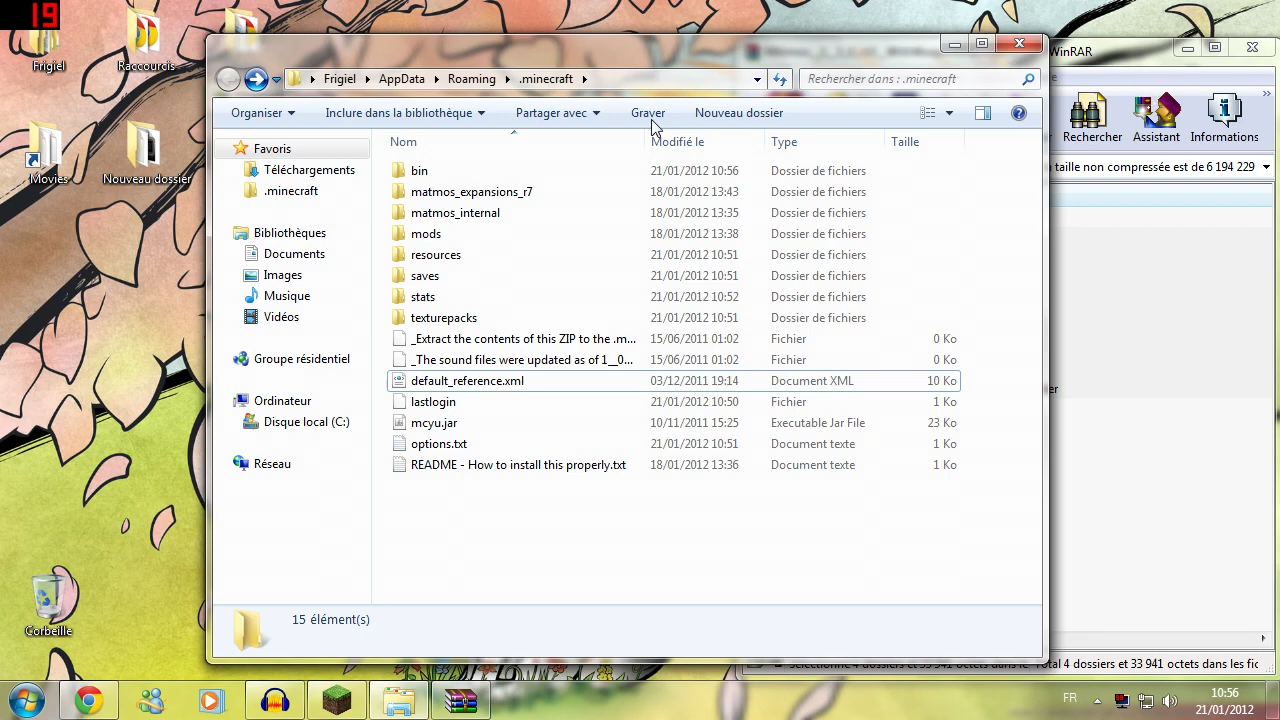 19
Frigiel
Raccourcis
Movies
Nouveau dossier
Corbeille
Frigiel AppData Roaming .minecraft
Rechercher dans : .minecraft
Organiser Inclure dans la bibliothèque Partager avec Graver Nouveau dossier
Favoris
Téléchargements
.minecraft
Bibliothèques
Documents
Images
Musique
Vidéos
Groupe résidentiel
Ordinateur
Disque local (C:)
Réseau
Nom Modifié le Type Taille
bin 21/01/2012 10:56 Dossier de fichiers
matmos_expansions_r7 18/01/2012 13:43 Dossier de fichiers
matmos_internal 18/01/2012 13:35 Dossier de fichiers
mods 18/01/2012 13:38 Dossier de fichiers
resources 21/01/2012 10:51 Dossier de fichiers
saves 21/01/2012 10:51 Dossier de fichiers
stats 21/01/2012 10:52 Dossier de fichiers
texturepacks 21/01/2012 10:51 Dossier de fichiers
_Extract the contents of this ZIP to the .m... 15/06/2011 01:02 Fichier 0 Ko
_The sound files were updated as of 1__0... 15/06/2011 01:02 Fichier 0 Ko
default_reference.xml 03/12/2011 19:14 Document XML 10 Ko
lastlogin 21/01/2012 10:50 Fichier 1 Ko
mcyu.jar 10/11/2011 15:25 Executable Jar File 23 Ko
options.txt 21/01/2012 10:51 Document texte 1 Ko
README - How to install this properly.txt 18/01/2012 13:36 Document texte 1 Ko
15 élément(s)
WinRAR
Rechercher Assistant Informations
taille non compressée est de 6 194 229
er
Total 4 dossiers et 33 941 octets dans les fic
FR
10:56
21/01/2012